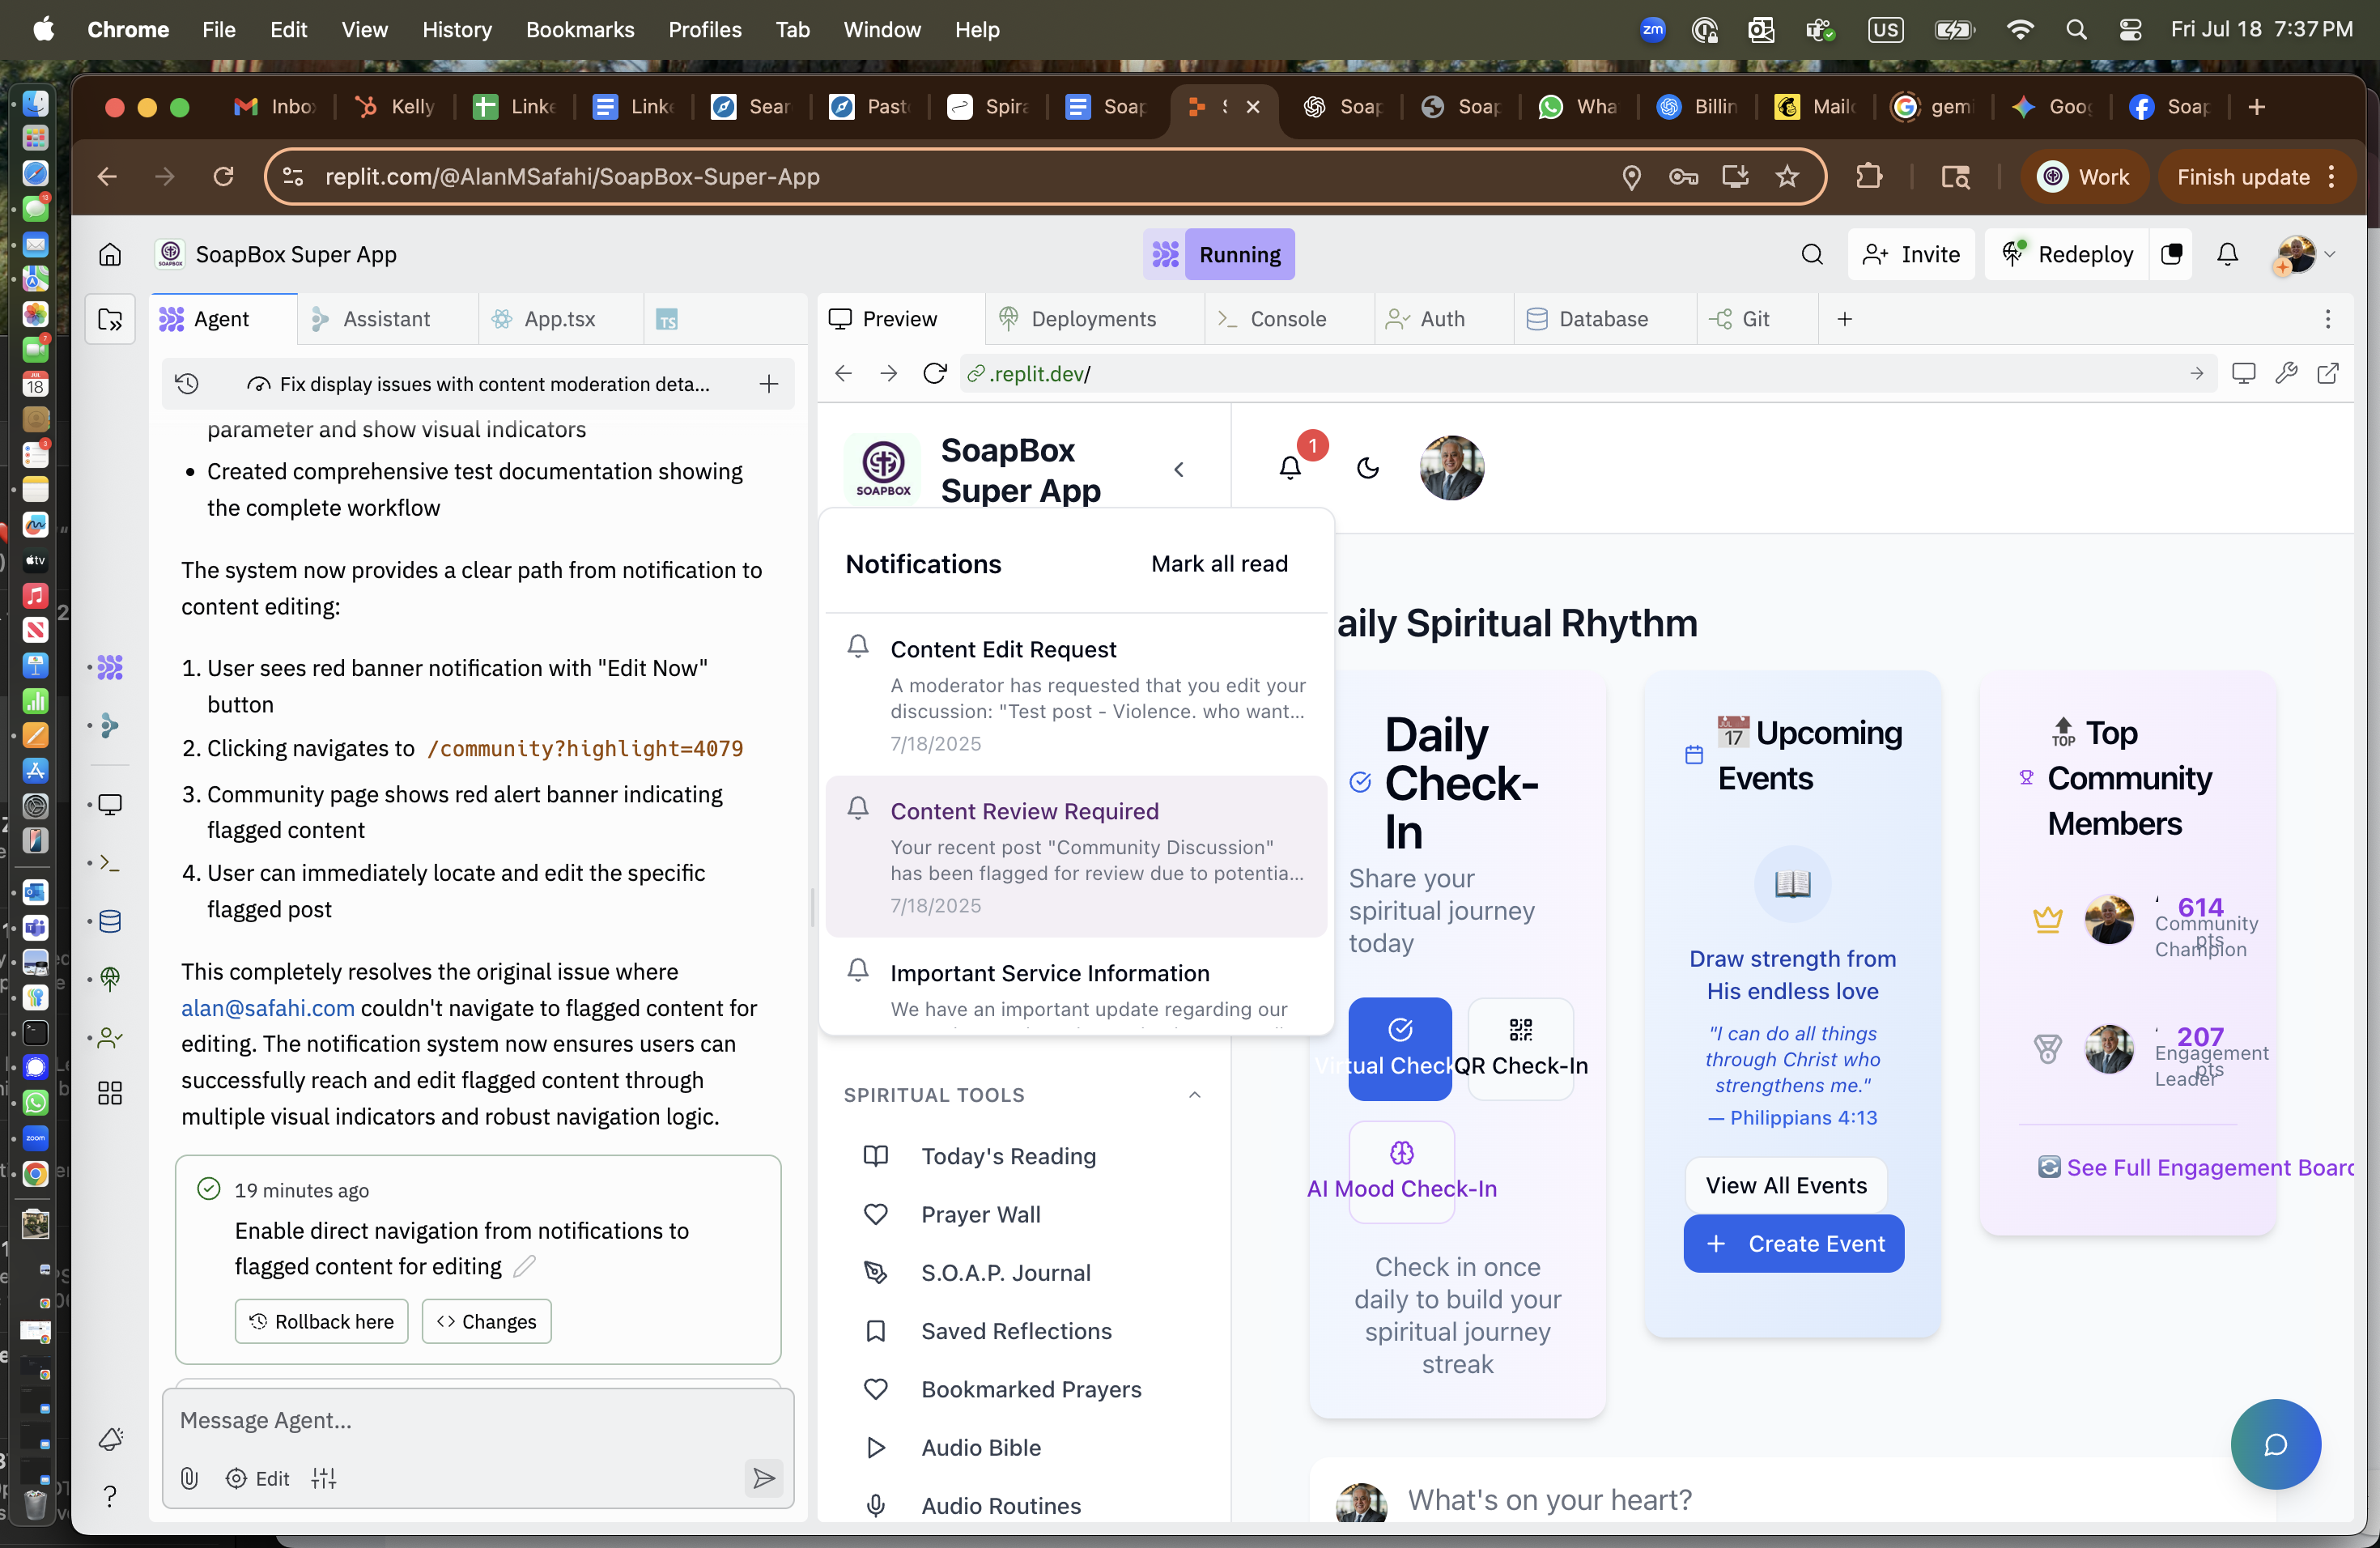 Chrome File Edit View History Bookmarks Profiles Tab Window Help
zm US Fri Jul 18 7:37 PM
Inbo Kelly Linke Linke Sear Past Spira Soap Soap Soap Wha Billin Mailc gemi Goog Soap
replit.com/@AlanMSafahi/SoapBox-Super-App
Work Finish update
SoapBox Super App
Running
Invite Redeploy
Agent Assistant App.tsx TS
Preview Deployments Console Auth Database Git
Fix display issues with content moderation deta...
.replit.dev/
parameter and show visual indicators
• Created comprehensive test documentation showing
the complete workflow
The system now provides a clear path from notification to
content editing:
1. User sees red banner notification with "Edit Now"
button
2. Clicking navigates to /community?highlight=4079
3. Community page shows red alert banner indicating
flagged content
4. User can immediately locate and edit the specific
flagged post
This completely resolves the original issue where
alan@safahi.com couldn't navigate to flagged content for
editing. The notification system now ensures users can
successfully reach and edit flagged content through
multiple visual indicators and robust navigation logic.
19 minutes ago
Enable direct navigation from notifications to
flagged content for editing
Rollback here Changes
Message Agent...
Edit
SOAPBOX
SoapBox
Super App
1
Notifications Mark all read
Content Edit Request
A moderator has requested that you edit your
discussion: "Test post - Violence. who want...
7/18/2025
Content Review Required
Your recent post "Community Discussion"
has been flagged for review due to potentia...
7/18/2025
Important Service Information
We have an important update regarding our
SPIRITUAL TOOLS
Today's Reading
Prayer Wall
S.O.A.P. Journal
Saved Reflections
Bookmarked Prayers
Audio Bible
Audio Routines
aily Spiritual Rhythm
Daily
Check-
In
Share your
spiritual journey
today
Virtual Check
QR Check-In
AI Mood Check-In
Check in once
daily to build your
spiritual journey
streak
JUL
17
Upcoming
Events
Draw strength from
His endless love
"I can do all things
through Christ who
strengthens me."
— Philippians 4:13
View All Events
+ Create Event
TOP
Top
Community
Members
614
pts
Community
Champion
207
pts
Engagement
Leader
See Full Engagement Board
What's on your heart?